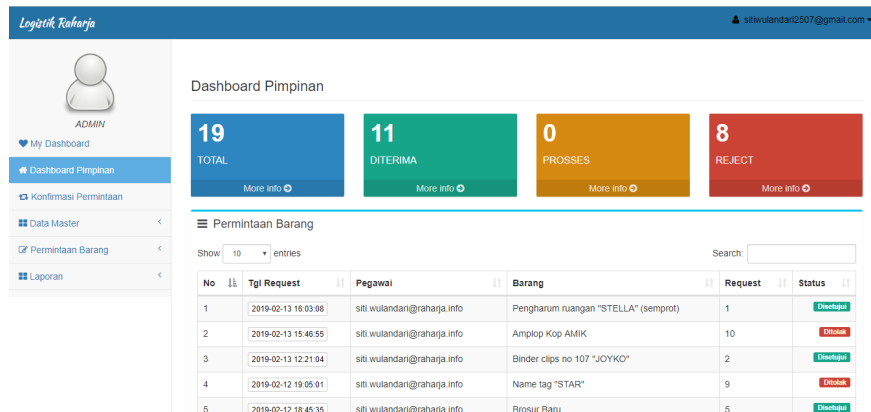 Logistik Raharja
sitiwulandari2507@gmail.com
ADMIN
My Dashboard
Dashboard Pimpinan
Konfirmasi Permintaan
Data Master
Permintaan Barang
Laporan
Dashboard Pimpinan
19 11 0 8
TOTAL DITERIMA PROSSES REJECT
More info More info More info More info
Permintaan Barang
Show 10 entries Search:
No Tgl Request Pegawai Barang Request Status
1 2019-02-13 16:03:08 siti.wulandari@raharja.info Pengharum ruangan "STELLA" (semprot) 1 Disetujui
2 2019-02-13 15:46:55 siti.wulandari@raharja.info Amplop Kop AMIK 10 Ditolak
3 2019-02-13 12:21:04 siti.wulandari@raharja.info Binder clips no 107 "JOYKO" 2 Disetujui
4 2019-02-12 19:05:01 siti.wulandari@raharja.info Name tag "STAR" 9 Ditolak
5 2019-02-12 18:45:35 siti.wulandari@raharja.info Brosur Baru 5 Disetujui